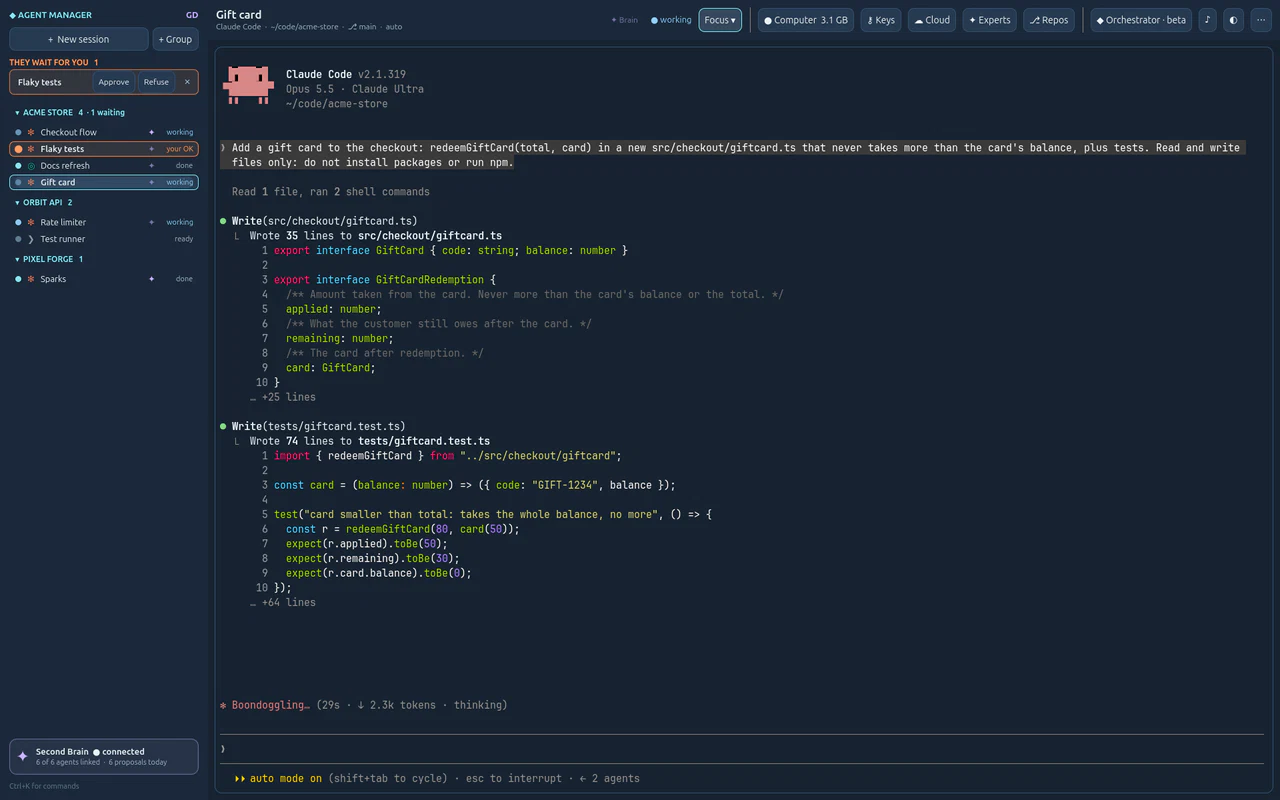 ◆ AGENT MANAGER GD
+ New session + Group
THEY WAIT FOR YOU 1
Flaky tests Approve Refuse ×
▾ ACME STORE 4 · 1 waiting
Checkout flow ✦ working
Flaky tests ✦ your OK
Docs refresh ✦ done
Gift card ✦ working
▾ ORBIT API 2
Rate limiter ✦ working
❯ Test runner ready
▾ PIXEL FORGE 1
Sparks ✦ done
✦ Second Brain ● connected
6 of 6 agents linked · 6 proposals today
Ctrl+K for commands
Gift card
Claude Code · ~/code/acme-store · ⎇ main · auto
✦ Brain ● working Focus ▾ ● Computer 3.1 GB Keys ☁ Cloud ✦ Experts ⎇ Repos ◆ Orchestrator · beta ♪ ◐ ⋯
Claude Code v2.1.319
Opus 5.5 · Claude Ultra
~/code/acme-store
❯ Add a gift card to the checkout: redeemGiftCard(total, card) in a new src/checkout/giftcard.ts that never takes more than the card's balance, plus tests. Read and write
files only: do not install packages or run npm.
Read 1 file, ran 2 shell commands
● Write(src/checkout/giftcard.ts)
└ Wrote 35 lines to src/checkout/giftcard.ts
1 export interface GiftCard { code: string; balance: number }
2
3 export interface GiftCardRedemption {
4 /** Amount taken from the card. Never more than the card's balance or the total. */
5 applied: number;
6 /** What the customer still owes after the card. */
7 remaining: number;
8 /** The card after redemption. */
9 card: GiftCard;
10 }
… +25 lines
● Write(tests/giftcard.test.ts)
└ Wrote 74 lines to tests/giftcard.test.ts
1 import { redeemGiftCard } from "../src/checkout/giftcard";
2
3 const card = (balance: number) => ({ code: "GIFT-1234", balance });
4
5 test("card smaller than total: takes the whole balance, no more", () => {
6 const r = redeemGiftCard(80, card(50));
7 expect(r.applied).toBe(50);
8 expect(r.remaining).toBe(30);
9 expect(r.card.balance).toBe(0);
10 });
… +64 lines
✻ Boondoggling… (29s · ↓ 2.3k tokens · thinking)
❯
⏵⏵ auto mode on (shift+tab to cycle) · esc to interrupt · ← 2 agents